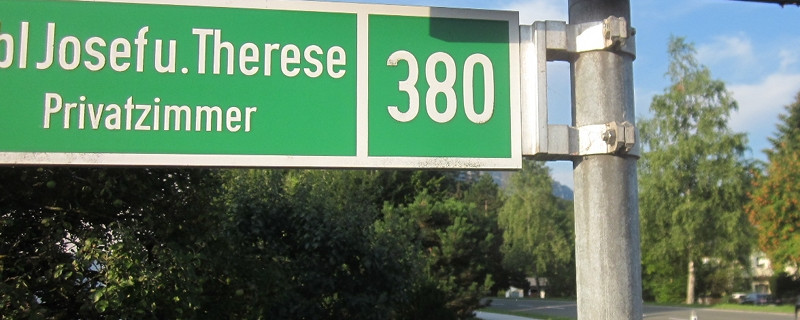 Josef u. Therese
Privatzimmer
380